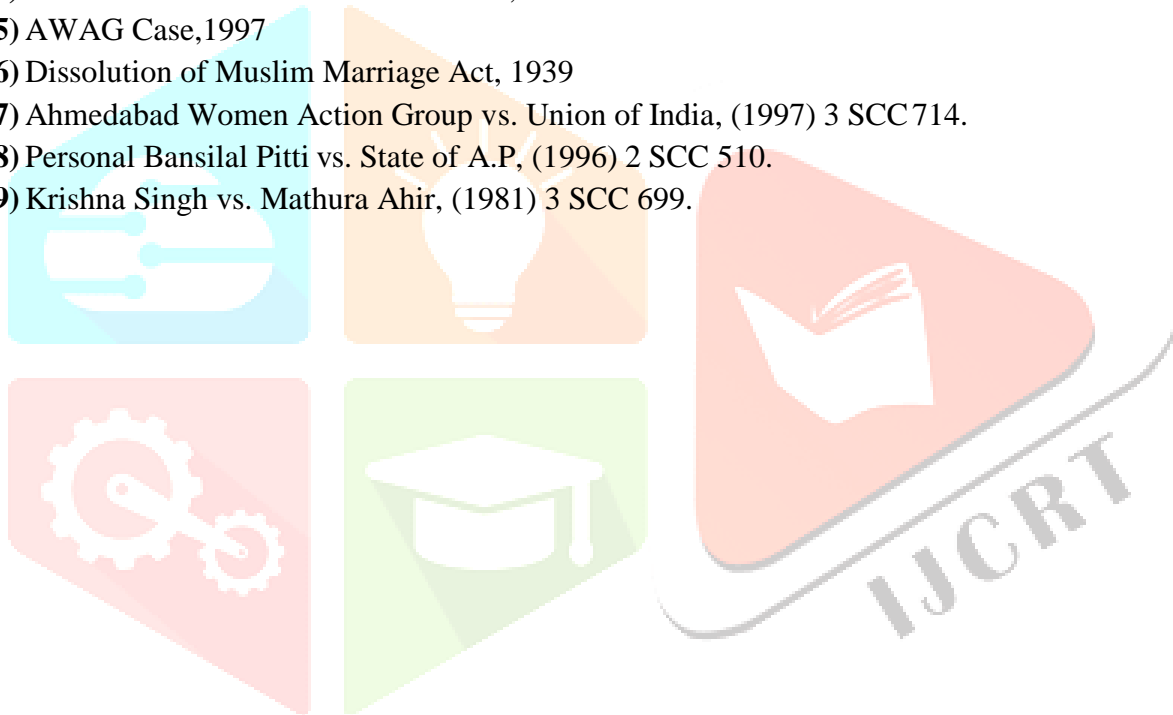 5) AWAG Case,1997
6) Dissolution of Muslim Marriage Act, 1939
7) Ahmedabad Women Action Group vs. Union of India, (1997) 3 SCC 714.
8) Personal Bansilal Pitti vs. State of A.P, (1996) 2 SCC 510.
9) Krishna Singh vs. Mathura Ahir, (1981) 3 SCC 699.
IJCRT